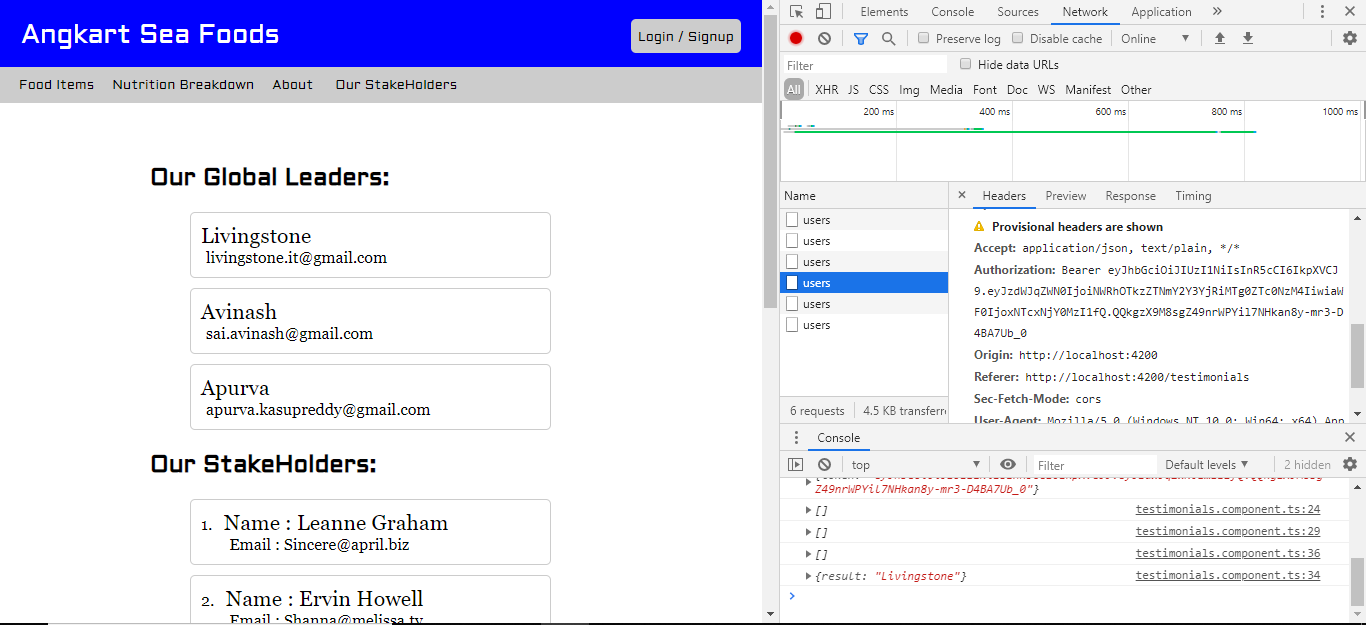 Angkart Sea Foods
Login / Signup
Food Items Nutrition Breakdown About Our StakeHolders
Our Global Leaders:
Livingstone
livingstone.it@gmail.com
Avinash
sai.avinash@gmail.com
Apurva
apurva.kasupreddy@gmail.com
Our StakeHolders:
1. Name : Leanne Graham
Email : Sincere@april.biz
2. Name : Ervin Howell
Email : Shanna@melissa.tv
Elements Console Sources Network Application »
Preserve log Disable cache Online ▼
Filter Hide data URLs
All XHR JS CSS Img Media Font Doc WS Manifest Other
200 ms 400 ms 600 ms 800 ms 1000 ms
Name
users
users
users
users
users
users
6 requests 4.5 KB transferre
× Headers Preview Response Timing
Provisional headers are shown
Accept: application/json, text/plain, */*
Authorization: Bearer eyJhbGciOiJIUzI1NiIsInR5cCI6IkpXVCJ
9.eyJzdWJqZWN0IjoiNWRhOTkzZTNmY2Y3YjRiMTg0ZTc0NzM4IiwiaW
F0IjoxNTcxNjY0MzI1fQ.QQkgzX9M8sgZ49nrWPYil7NHkan8y-mr3-D
4BA7Ub_0
Origin: http://localhost:4200
Referer: http://localhost:4200/testimonials
Sec-Fetch-Mode: cors
User-Agent: Mozilla/5.0 (Windows NT 10.0; Win64; x64) App
Console
top ▼ Filter Default levels ▼ 2 hidden
Z49nrWPYil7NHkan8y-mr3-D4BA7Ub_0"}
[] testimonials.component.ts:24
[] testimonials.component.ts:29
[] testimonials.component.ts:36
{result: "Livingstone"} testimonials.component.ts:34